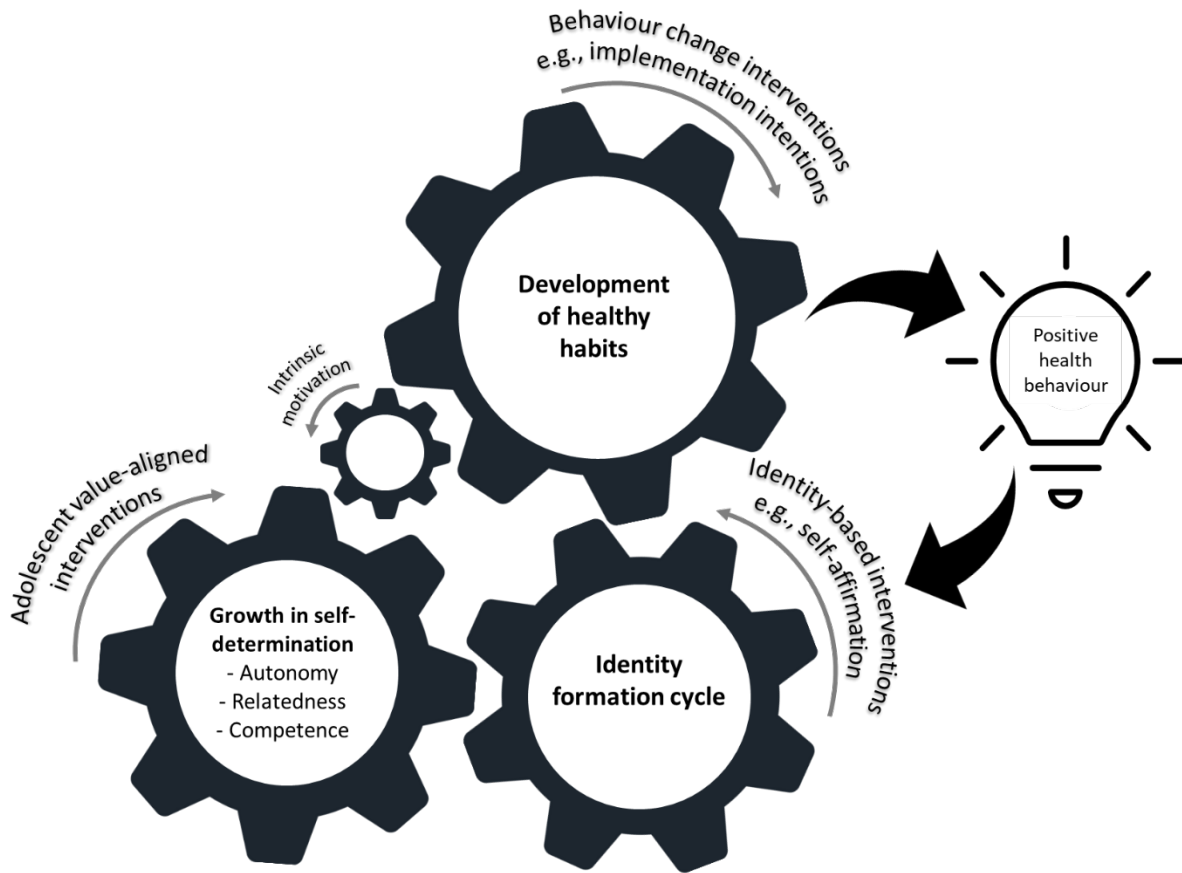 Behaviour change interventions
e.g., implementation intentions
Development
of healthy
habits
Positive
health
behaviour
Intrinsic
motivation
Adolescent value-aligned
interventions
Growth in self-
determination
- Autonomy
- Relatedness
- Competence
Identity
formation cycle
Identity-based interventions
e.g., self-affirmation